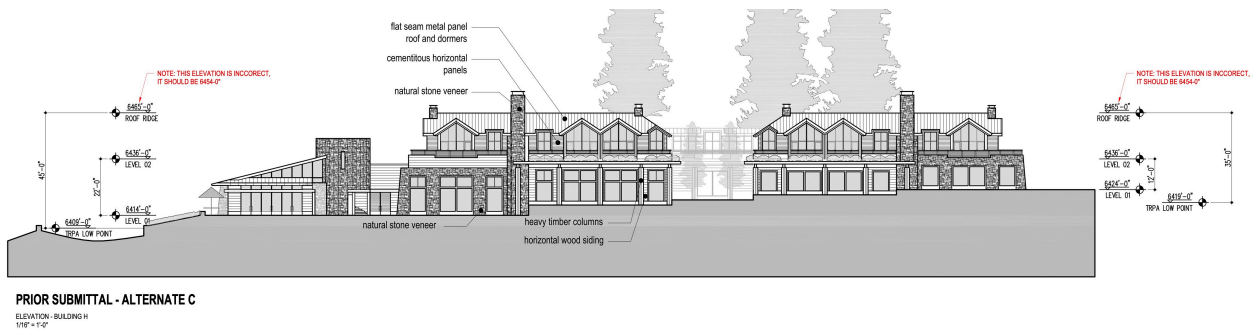 flat seam metal panel
roof and dormers
cementitous horizontal
panels
natural stone veneer
NOTE: THIS ELEVATION IS INCCORECT,
IT SHOULD BE 6454-0"
6465'-0"
ROOF RIDGE
6436'-0"
LEVEL 02
6414'-0"
LEVEL 01
6409'-0"
TRPA LOW POINT
45'-0"
22'-0"
natural stone veneer
heavy timber columns
horizontal wood siding
NOTE: THIS ELEVATION IS INCCORECT,
IT SHOULD BE 6454-0"
6465'-0"
ROOF RIDGE
6436'-0"
LEVEL 02
6424'-0"
LEVEL 01
6419'-0"
TRPA LOW POINT
12'-0"
35'-0"
PRIOR SUBMITTAL - ALTERNATE C
ELEVATION - BUILDING H
1/16" = 1'-0"